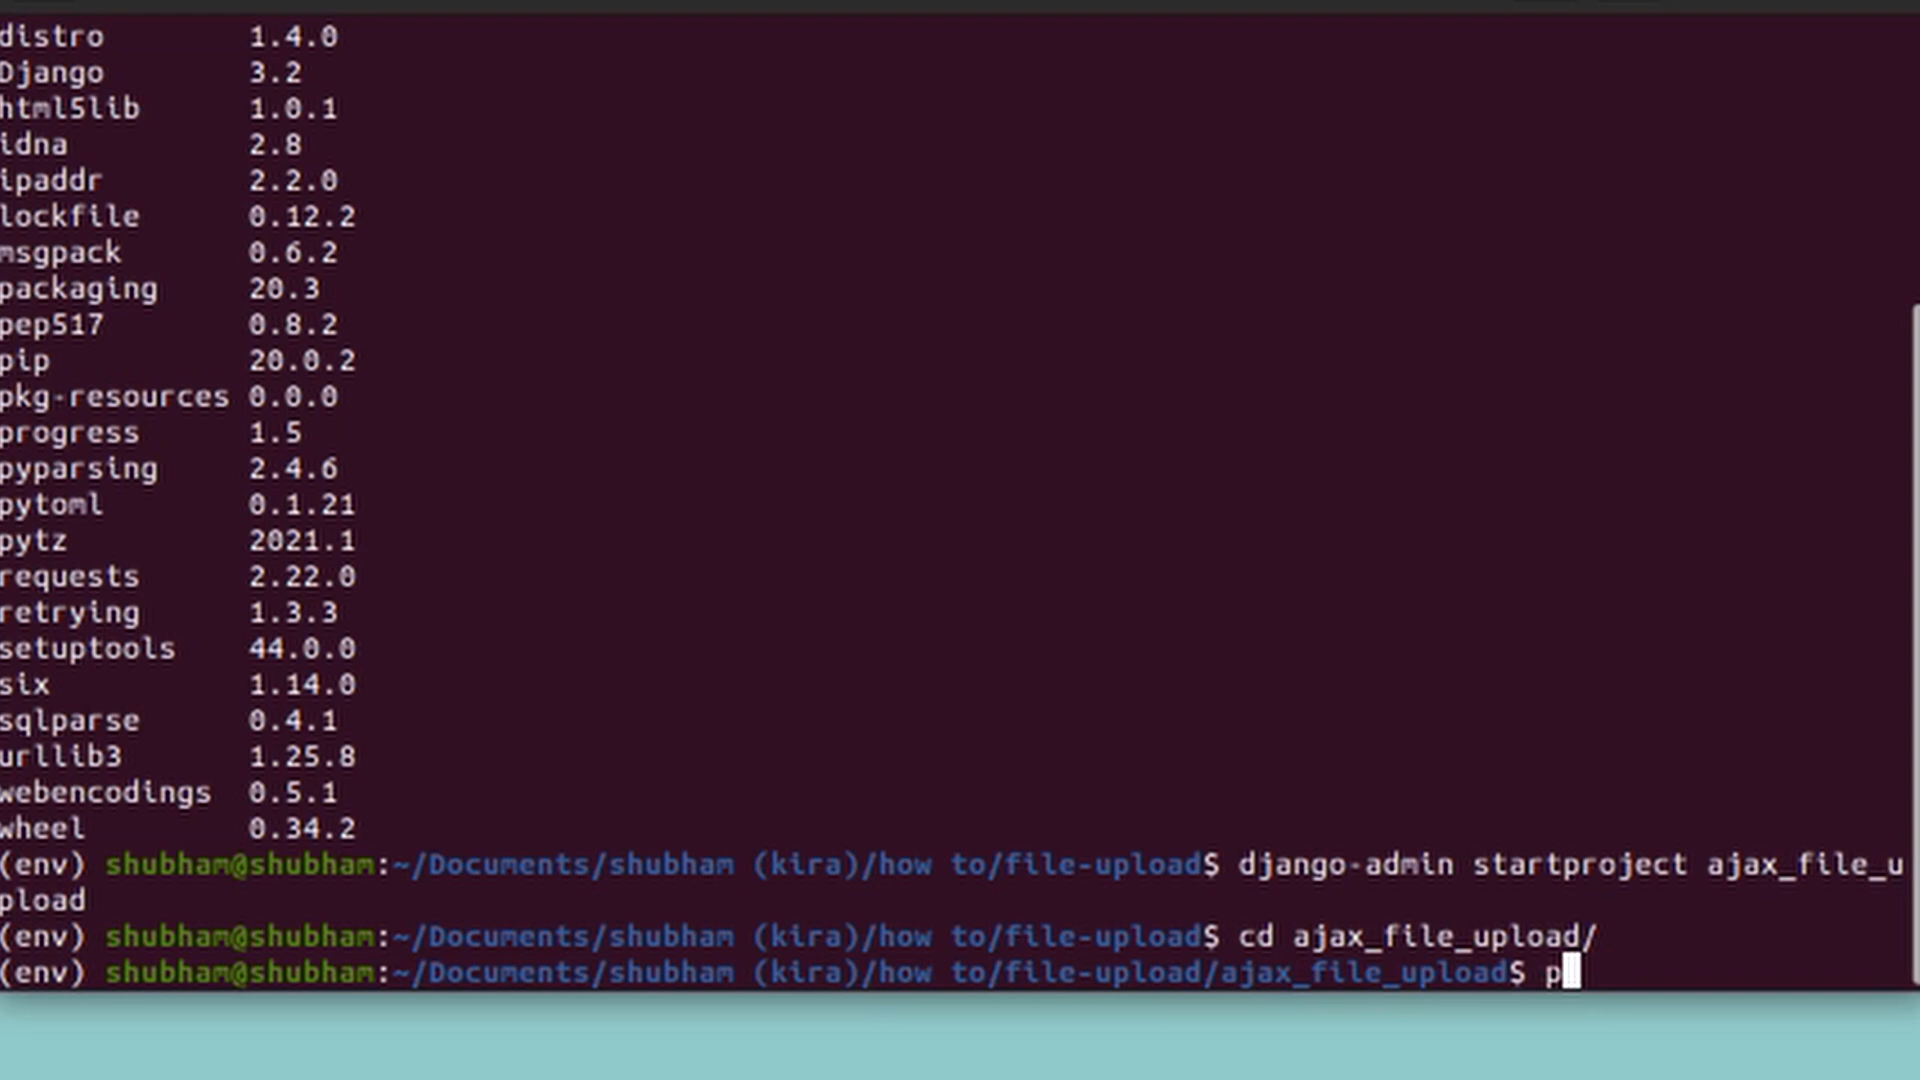 distro 1.4.0
Django 3.2
html5lib 1.0.1
idna 2.8
ipaddr 2.2.0
lockfile 0.12.2
msgpack 0.6.2
packaging 20.3
pep517 0.8.2
pip 20.0.2
pkg-resources 0.0.0
progress 1.5
pyparsing 2.4.6
pytoml 0.1.21
pytz 2021.1
requests 2.22.0
retrying 1.3.3
setuptools 44.0.0
six 1.14.0
sqlparse 0.4.1
urllib3 1.25.8
webencodings 0.5.1
wheel 0.34.2
(env) shubham@shubham:~/Documents/shubham (kira)/how to/file-upload$ django-admin startproject ajax_file_u
pload
(env) shubham@shubham:~/Documents/shubham (kira)/how to/file-upload$ cd ajax_file_upload/
(env) shubham@shubham:~/Documents/shubham (kira)/how to/file-upload/ajax_file_upload$ p